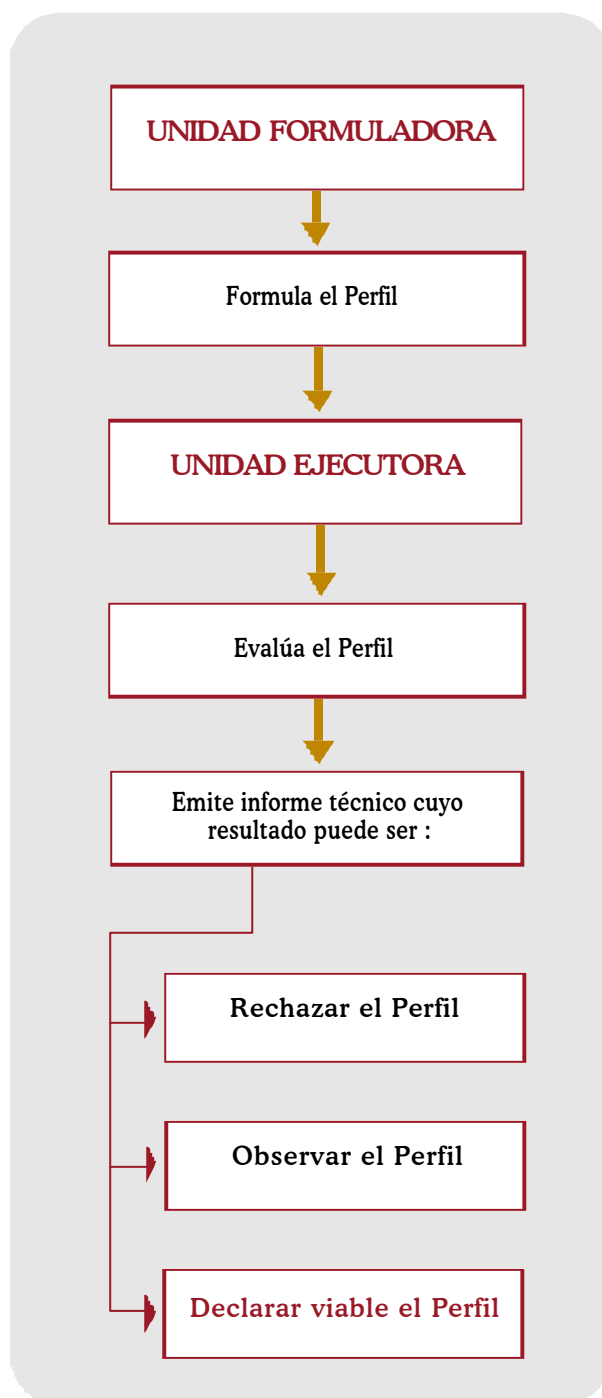 UNIDAD FORMULADORA
Formula el Perfil
UNIDAD EJECUTORA
Evalúa el Perfil
Emite informe técnico cuyo
resultado puede ser :
Rechazar el Perfil
Observar el Perfil
Declarar viable el Perfil